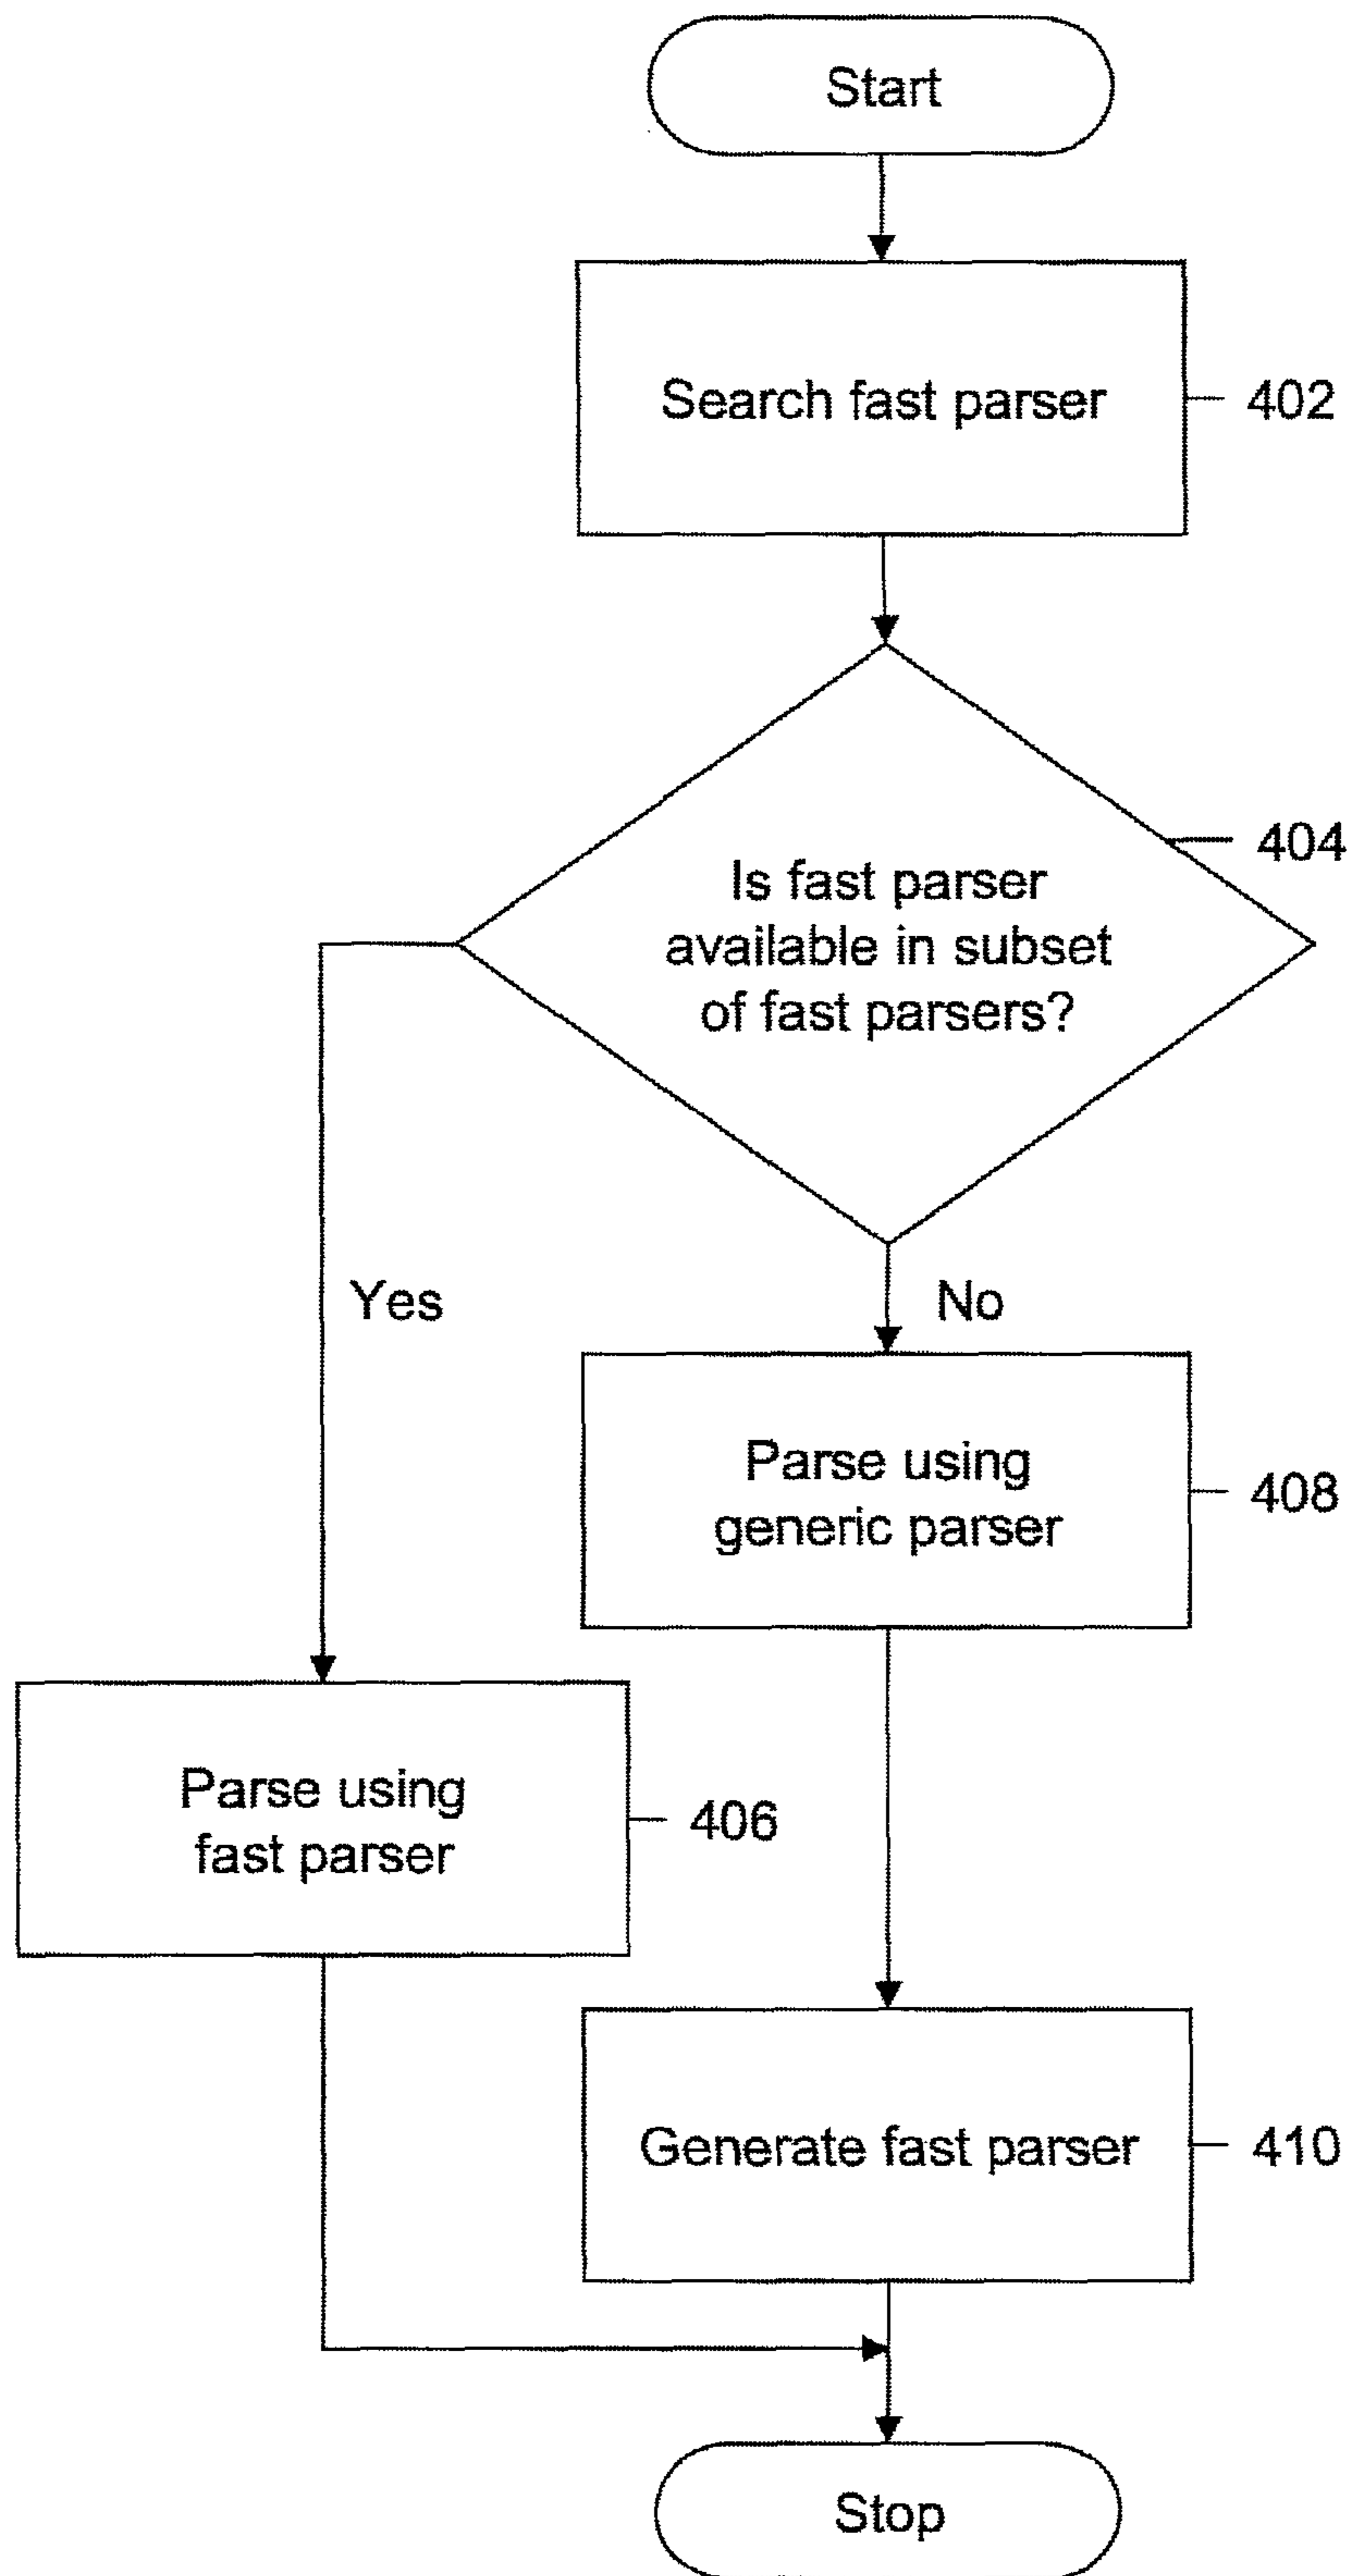 Start
Search fast parser
402
404
Is fast parser
available in subset
of fast parsers?
Yes
No
Parse using
generic parser
408
Parse using
fast parser
406
Generate fast parser
410
Stop